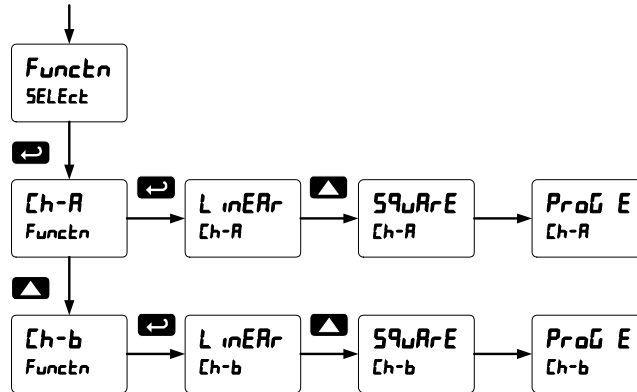 Functn
SELEct
Ch-A
Functn
LinEAr
Ch-A
SquArE
Ch-A
ProG E
Ch-A
Ch-b
Functn
LinEAr
Ch-b
SquArE
Ch-b
ProG E
Ch-b